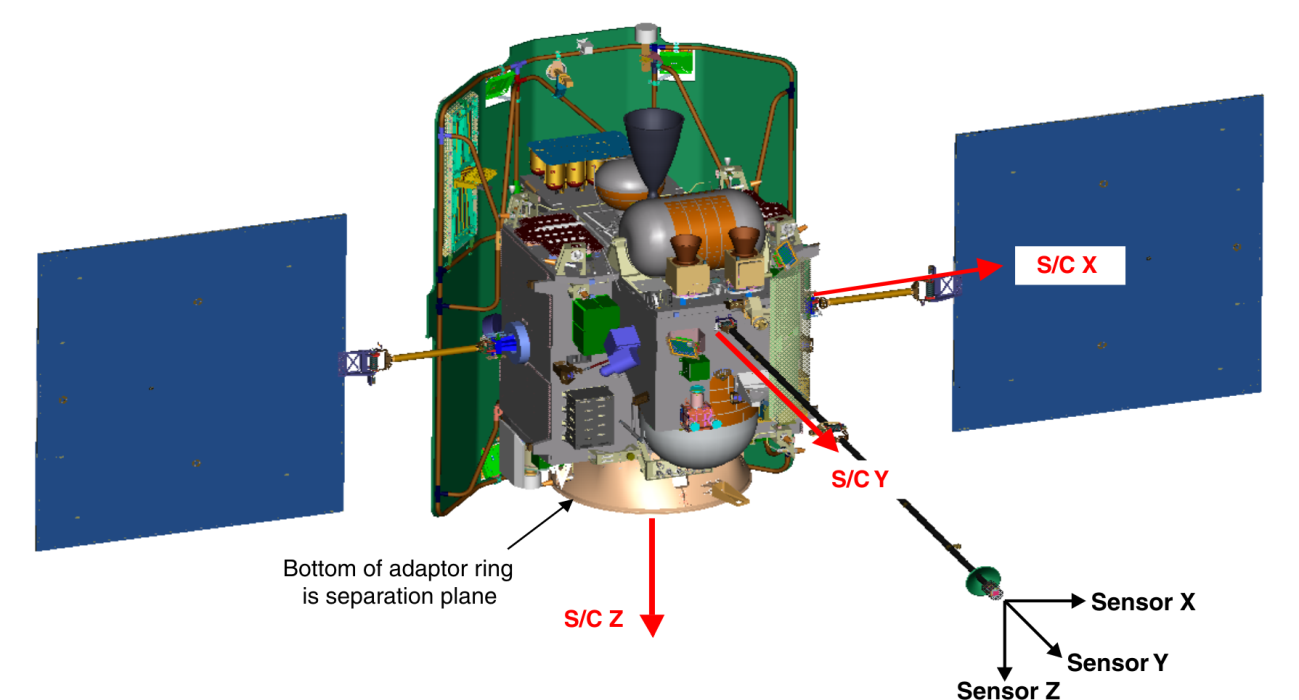 S/C X
S/C Y
Bottom of adaptor ring
is separation plane
S/C Z
Sensor X
Sensor Y
Sensor Z